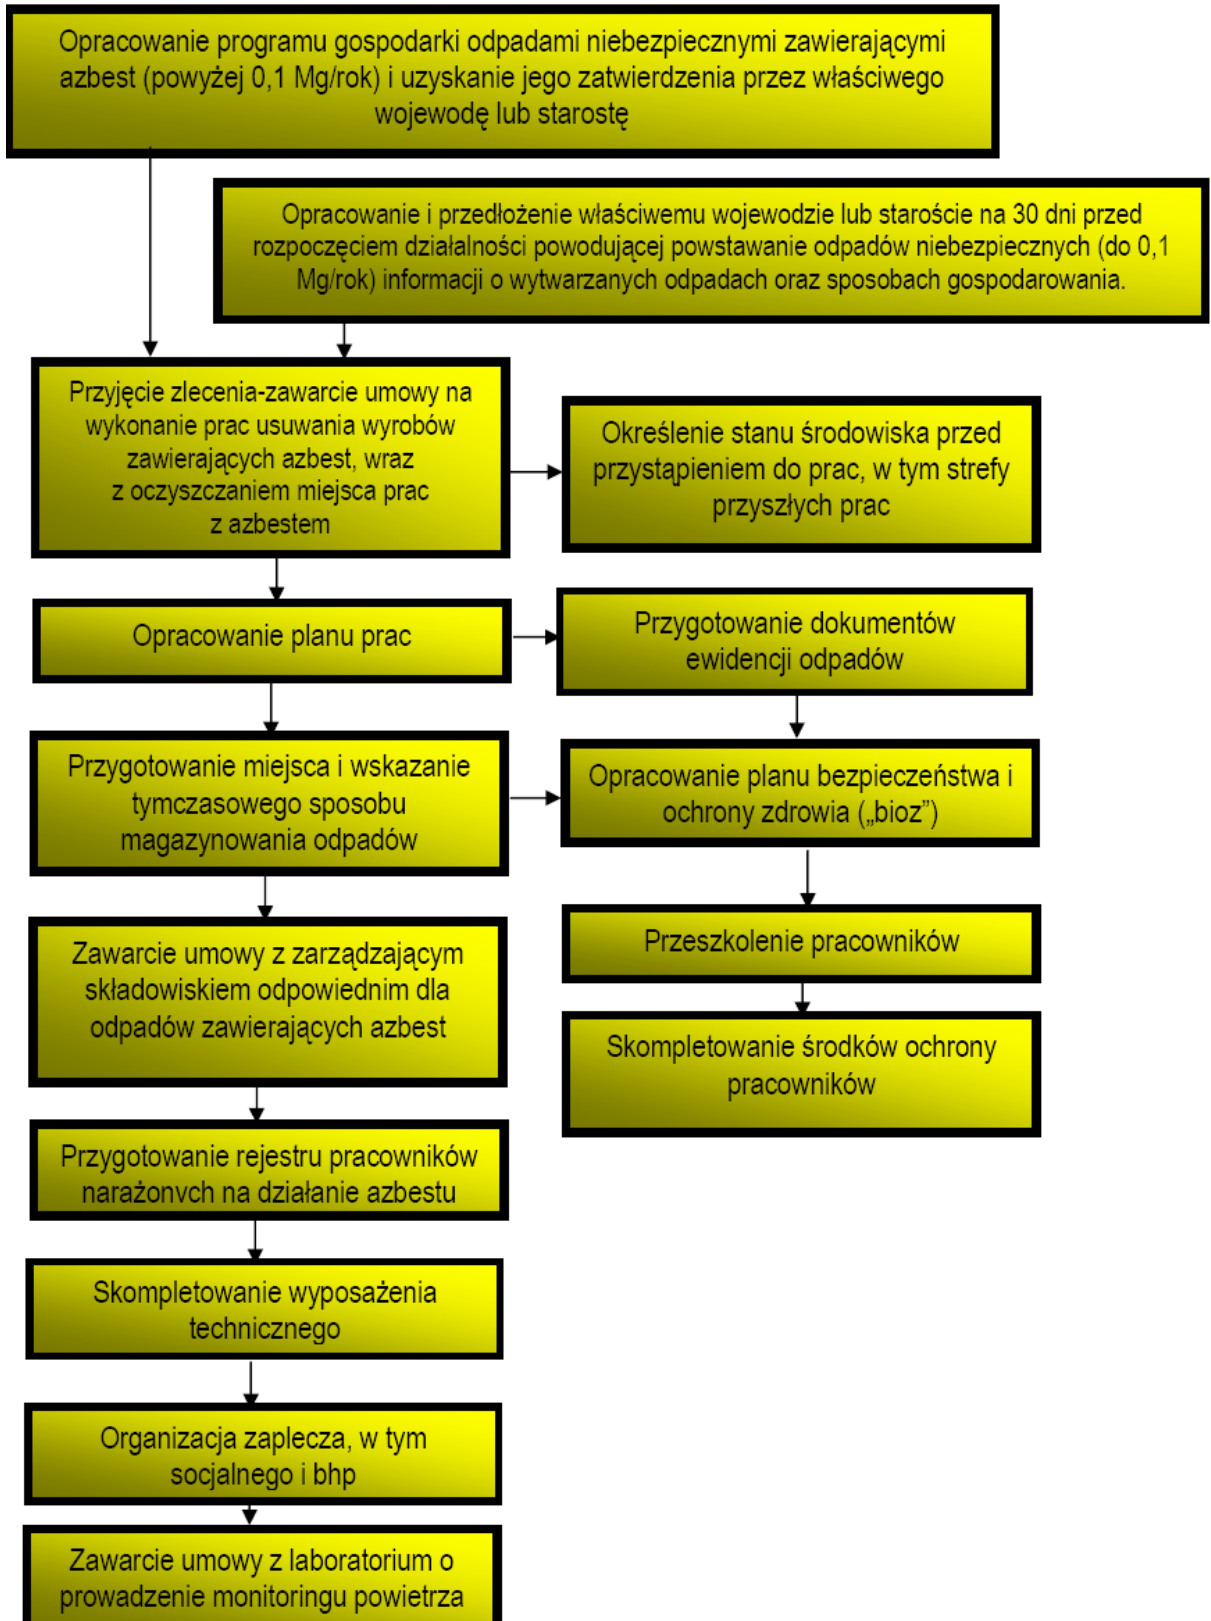 Opracowanie programu gospodarki odpadami niebezpiecznymi zawierającymi
azbest (powyżej 0,1 Mg/rok) i uzyskanie jego zatwierdzenia przez właściwego
wojewodę lub starostę
Opracowanie i przedłożenie właściwemu wojewodzie lub staroście na 30 dni przed
rozpoczęciem działalności powodującej powstawanie odpadów niebezpiecznych (do 0,1
Mg/rok) informacji o wytwarzanych odpadach oraz sposobach gospodarowania.
Przyjęcie zlecenia-zawarcie umowy na
wykonanie prac usuwania wyrobów
zawierających azbest, wraz
z oczyszczaniem miejsca prac
z azbestem
Określenie stanu środowiska przed
przystąpieniem do prac, w tym strefy
przyszłych prac
Opracowanie planu prac
Przygotowanie dokumentów
ewidencji odpadów
Przygotowanie miejsca i wskazanie
tymczasowego sposobu
magazynowania odpadów
Opracowanie planu bezpieczeństwa i
ochrony zdrowia („bioz”)
Zawarcie umowy z zarządzającym
składowiskiem odpowiednim dla
odpadów zawierających azbest
Przeszkolenie pracowników
Skompletowanie środków ochrony
pracowników
Przygotowanie rejestru pracowników
narażonych na działanie azbestu
Skompletowanie wyposażenia
technicznego
Organizacja zaplecza, w tym
socjalnego i bhp
Zawarcie umowy z laboratorium o
prowadzenie monitoringu powietrza